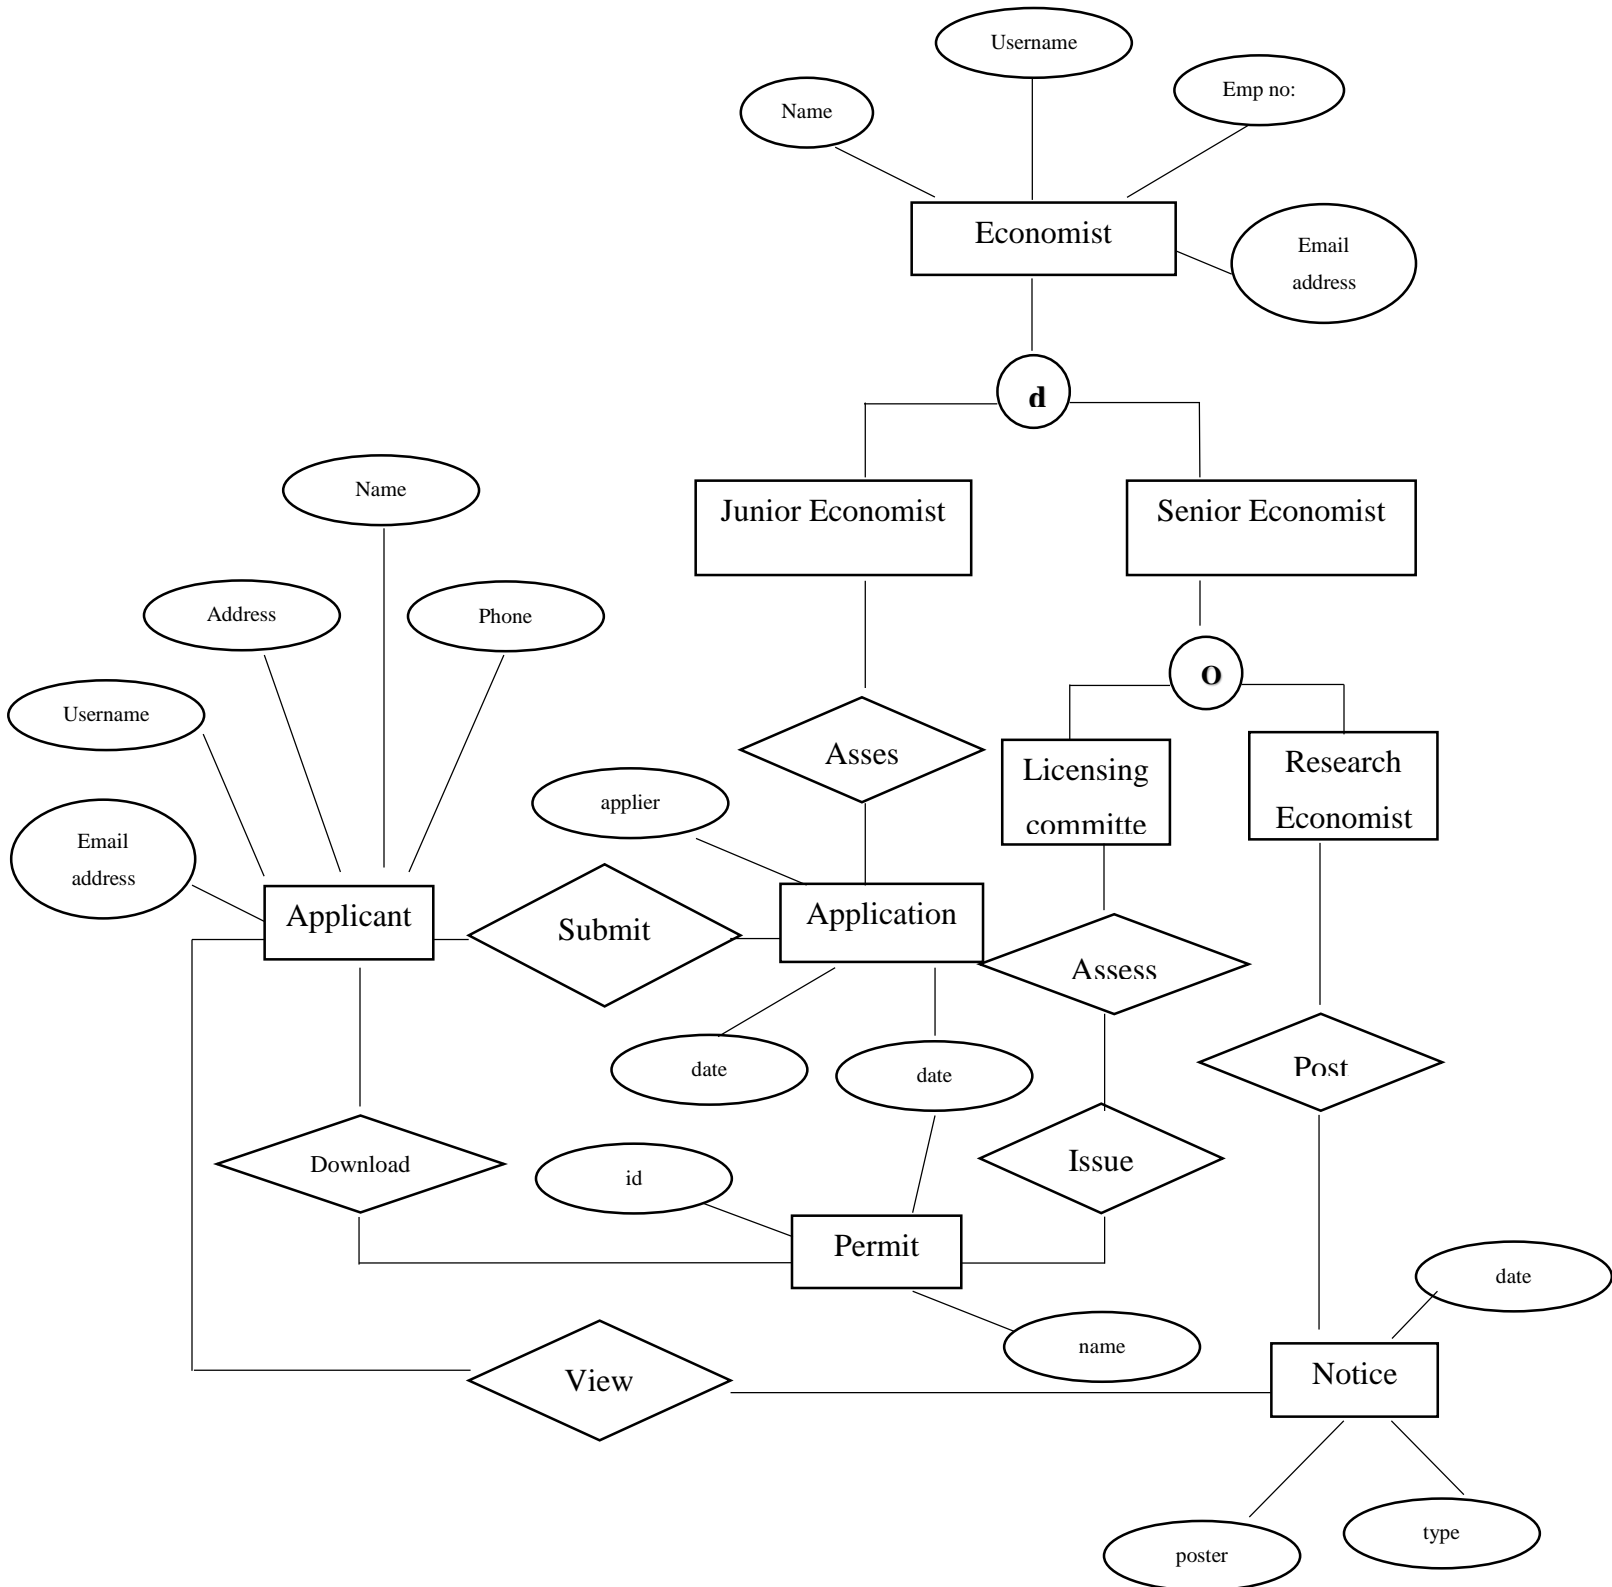 Username
Emp no:
Name
Economist
Email
address
d
Name
Junior Economist
Senior Economist
Address
Phone
O
Username
Asses
Licensing
committe
Research
Economist
applier
Email
address
Applicant
Submit
Application
Assess
date
date
Post
Download
id
Issue
Permit
date
name
View
Notice
type
poster